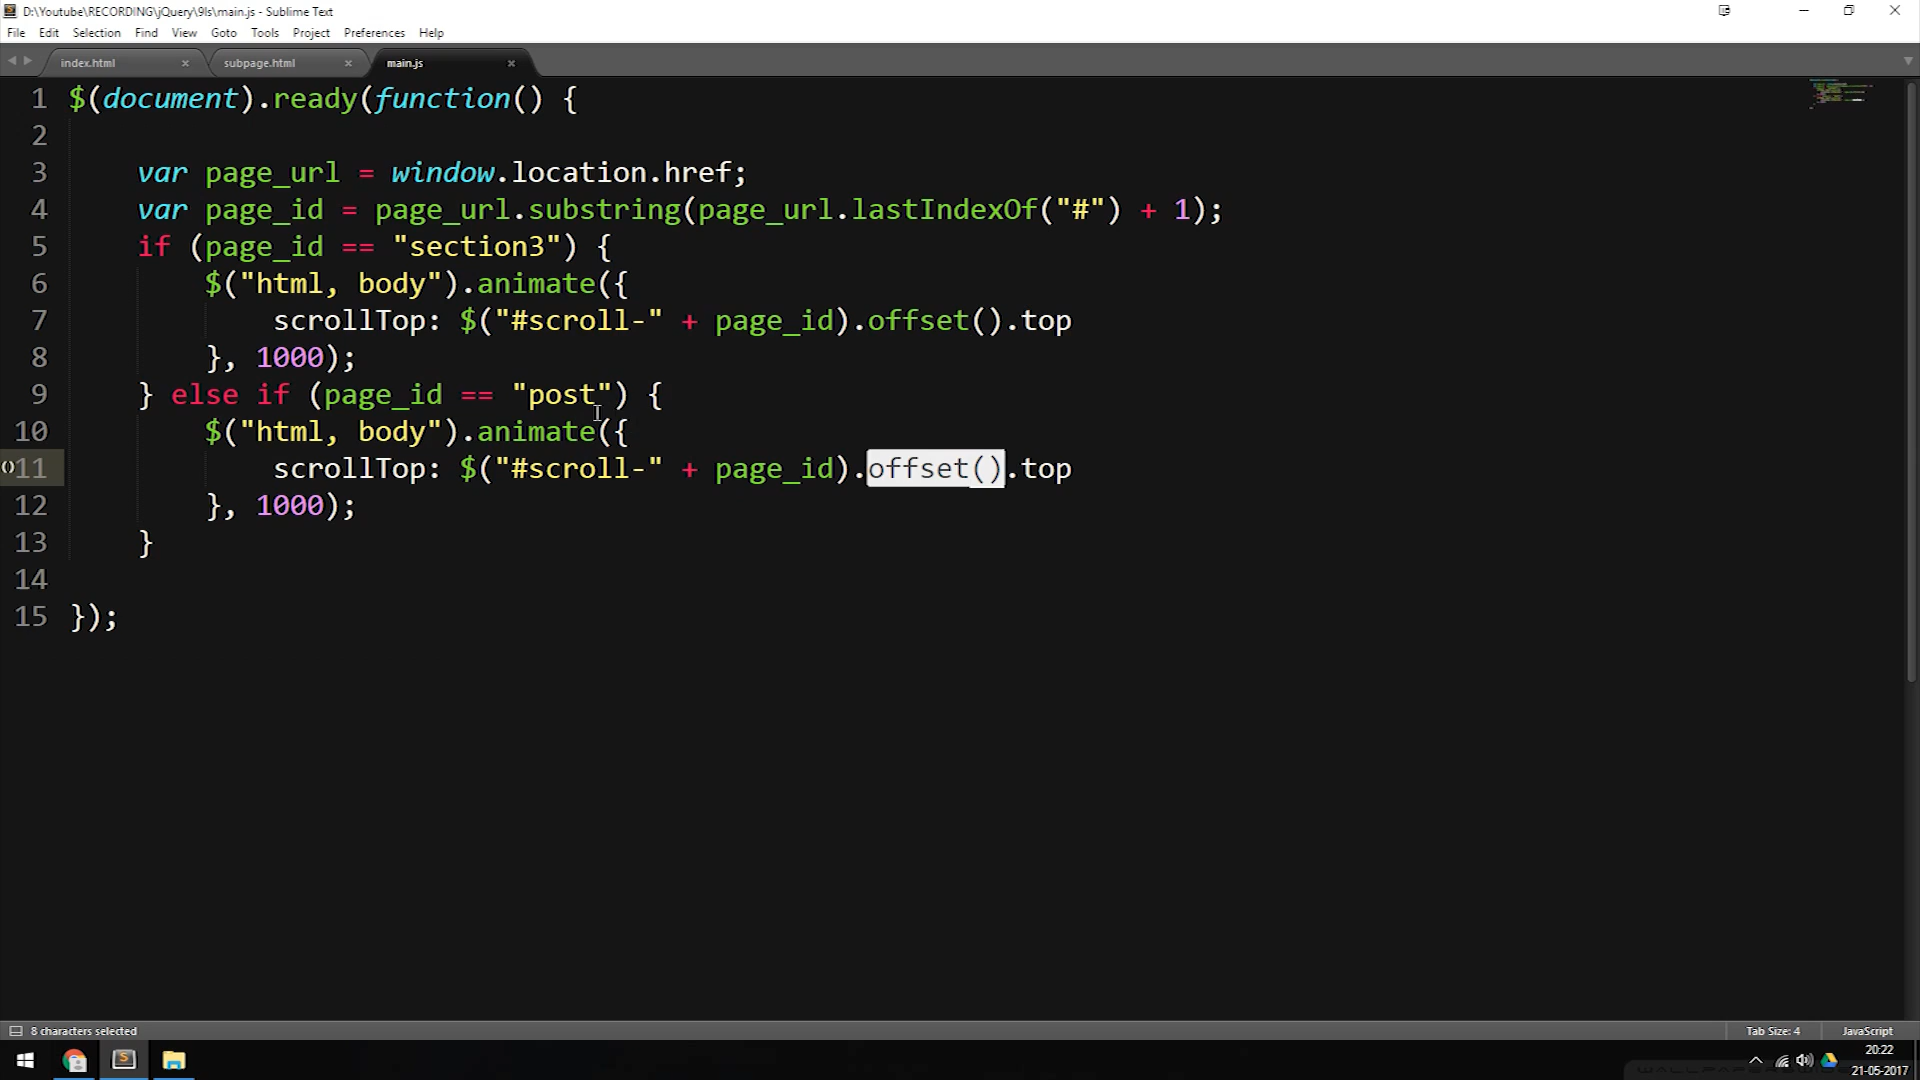 D:\Youtube\RECORDING\jQuery\9ls\main.js - Sublime Text
File Edit Selection Find View Goto Tools Project Preferences Help
index.html × subpage.html × main.js ×
1 $(document).ready(function() {
2
3     var page_url = window.location.href;
4     var page_id = page_url.substring(page_url.lastIndexOf("#") + 1);
5     if (page_id == "section3") {
6         $("html, body").animate({
7             scrollTop: $("#scroll-" + page_id).offset().top
8         }, 1000);
9     } else if (page_id == "post") {
10         $("html, body").animate({
11             scrollTop: $("#scroll-" + page_id).offset().top
12         }, 1000);
13     }
14
15 });
8 characters selected Tab Size: 4 JavaScript
20:22
21-05-2017